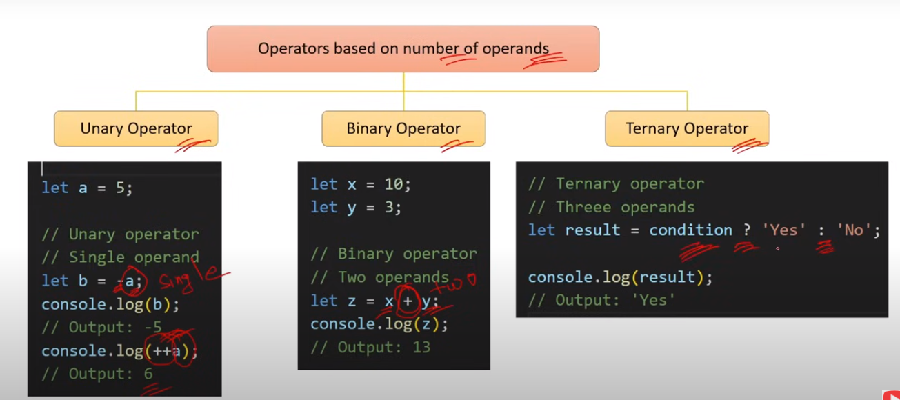 Operators based on number of operands
Unary Operator
let a = 5;
// Unary operator
// Single operand
let b = -a; single
console.log(b);
// Output: -5
console.log(++a);
// Output: 6
Binary Operator
let x = 10;
let y = 3;
// Binary operator
// Two operands
let z = x + y; two
console.log(z);
// Output: 13
Ternary Operator
// Ternary operator
// Threee operands
let result = condition ? 'Yes' : 'No';
console.log(result);
// Output: 'Yes'